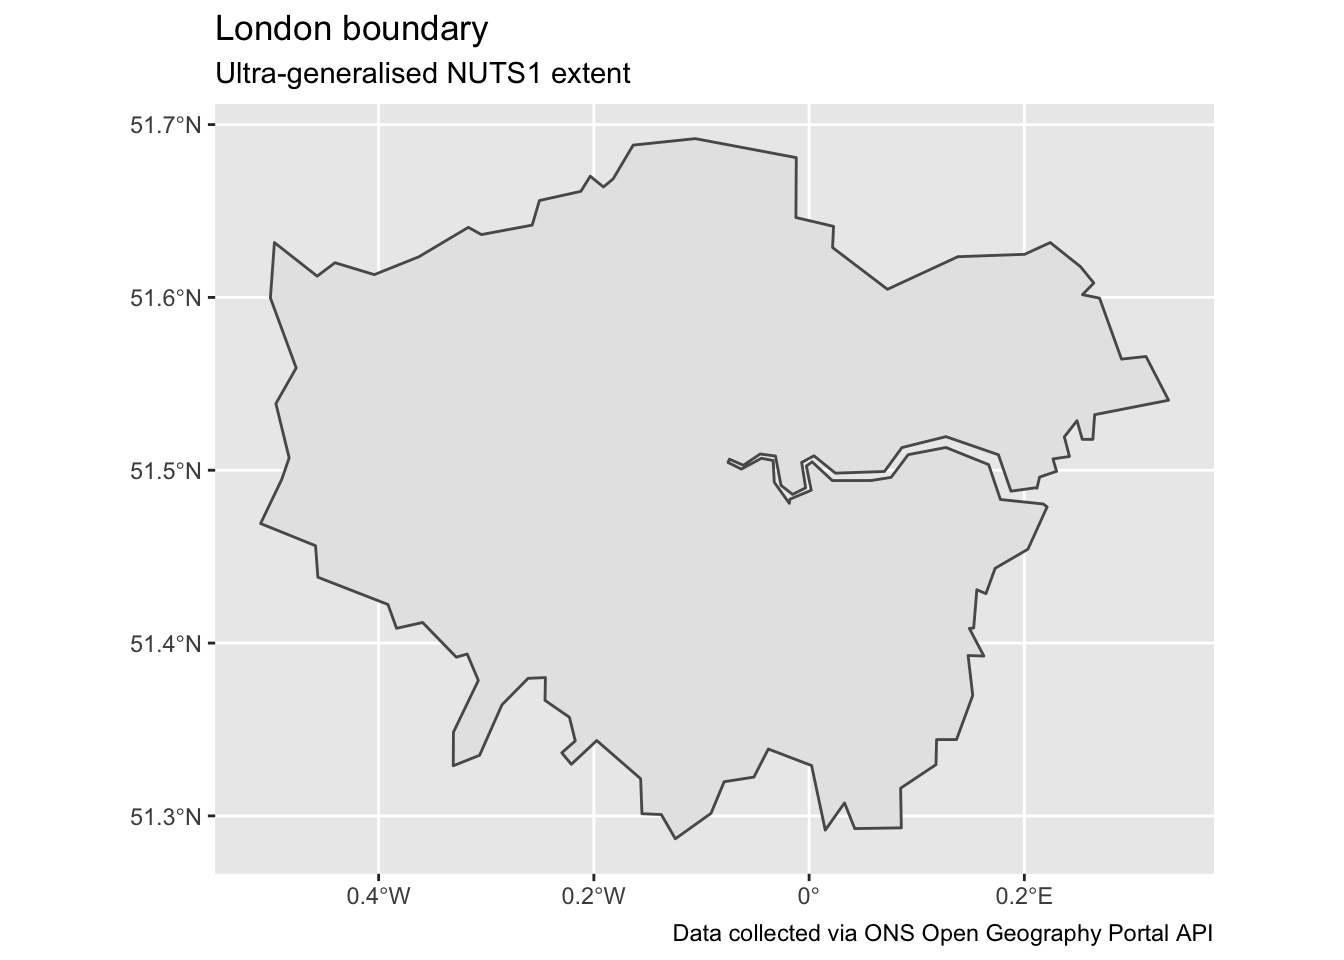 London boundary
Ultra-generalised NUTS1 extent
51.7°N
51.6°N
51.5°N
51.4°N
51.3°N
0.4°W 0.2°W 0° 0.2°E
Data collected via ONS Open Geography Portal API